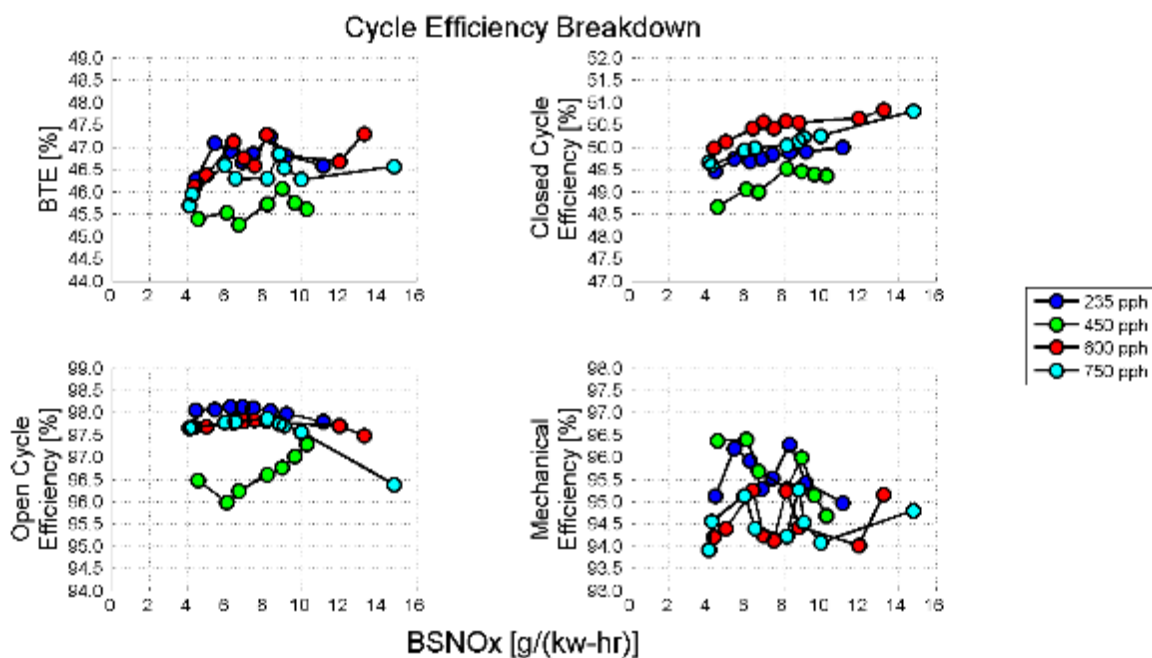 Cycle Efficiency Breakdown
49.0
48.5
48.0
47.5
47.0
46.5
46.0
45.5
45.0
44.5
44.0
BTE [%]
0 2 4 6 8 10 12 14 16
52.0
51.5
51.0
50.5
50.0
49.5
49.0
48.5
48.0
47.5
47.0
Closed Cycle
Efficiency [%]
0 2 4 6 8 10 12 14 16
235 pph
450 pph
600 pph
750 pph
98.0
98.5
98.0
97.5
97.0
96.5
96.0
95.5
95.0
94.5
94.0
Open Cycle
Efficiency [%]
0 2 4 6 8 10 12 14 16
98.0
97.5
97.0
96.5
96.0
95.5
95.0
94.5
94.0
93.5
93.0
Mechanical
Efficiency [%]
0 2 4 6 8 10 12 14 16
BSNOx [g/(kw-hr)]